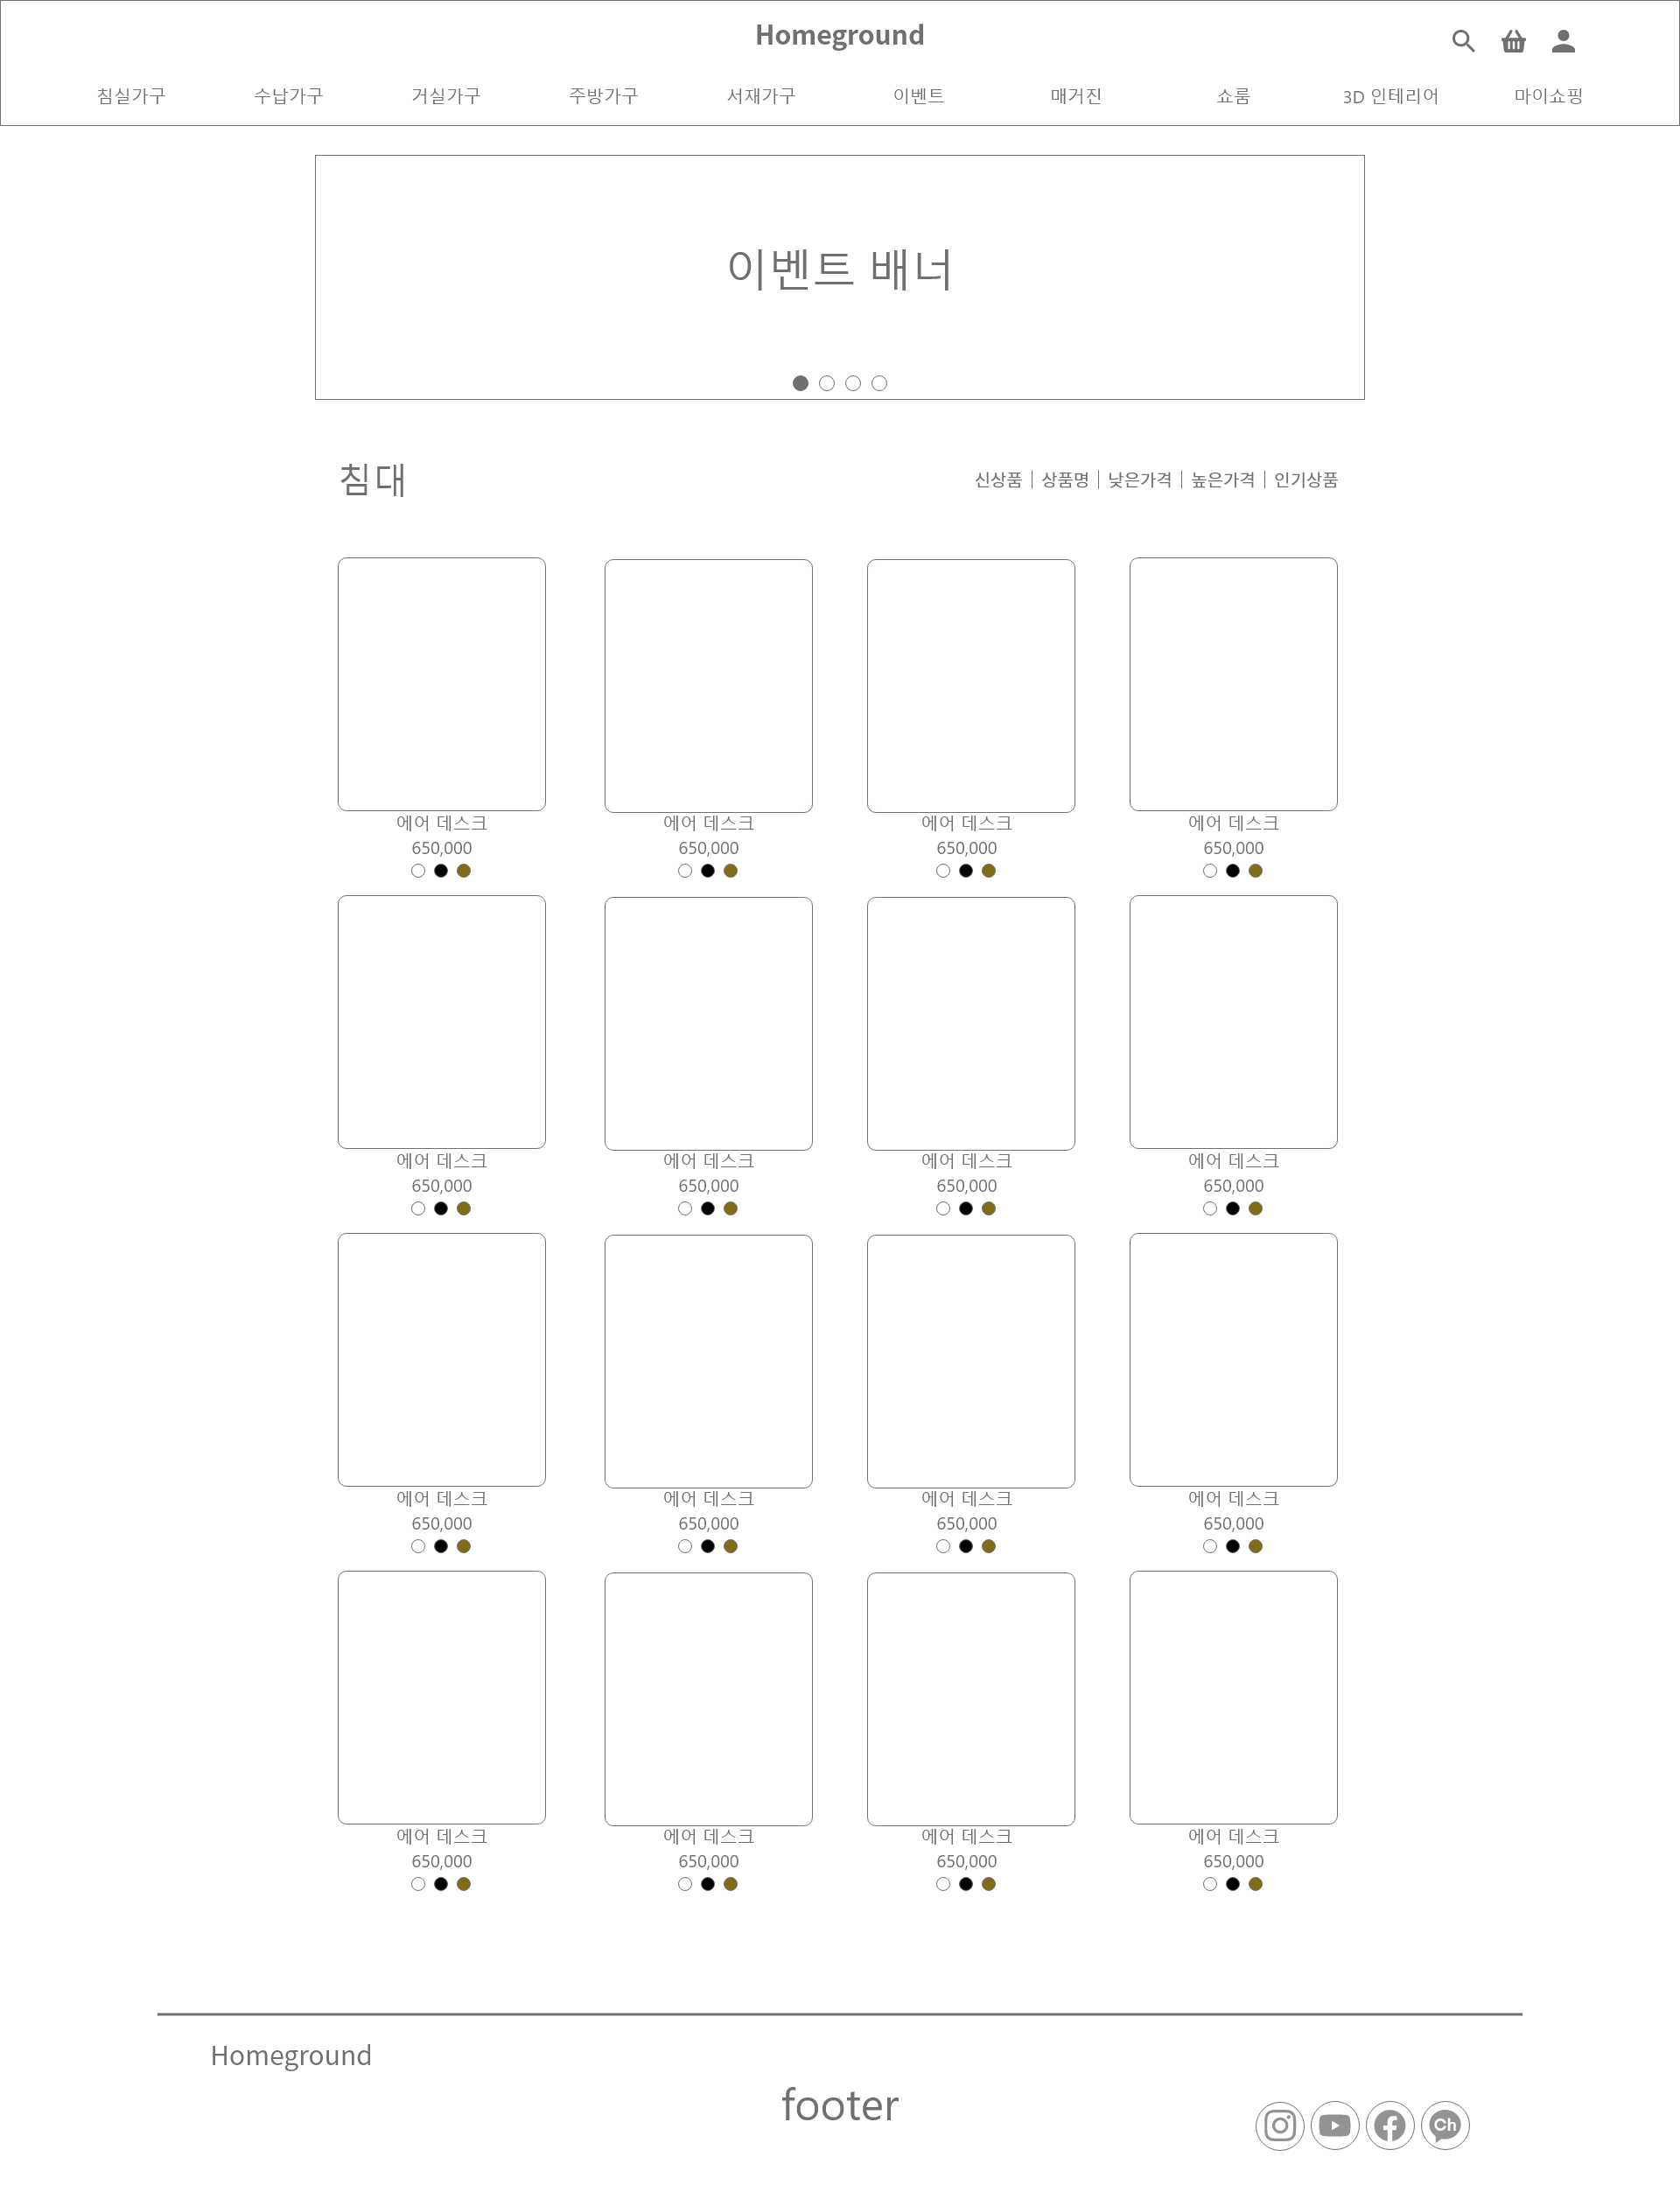 Homeground
침실가구 수납가구 거실가구 주방가구 서재가구 이벤트 매거진 쇼룸 3D 인테리어 마이쇼핑
이벤트 배너
침대 신상품 | 상품명 | 낮은가격 | 높은가격 | 인기상품
에어 데스크 에어 데스크 에어 데스크 에어 데스크
650,000 650,000 650,000 650,000
에어 데스크 에어 데스크 에어 데스크 에어 데스크
650,000 650,000 650,000 650,000
에어 데스크 에어 데스크 에어 데스크 에어 데스크
650,000 650,000 650,000 650,000
에어 데스크 에어 데스크 에어 데스크 에어 데스크
650,000 650,000 650,000 650,000
Homeground
footer
Ch